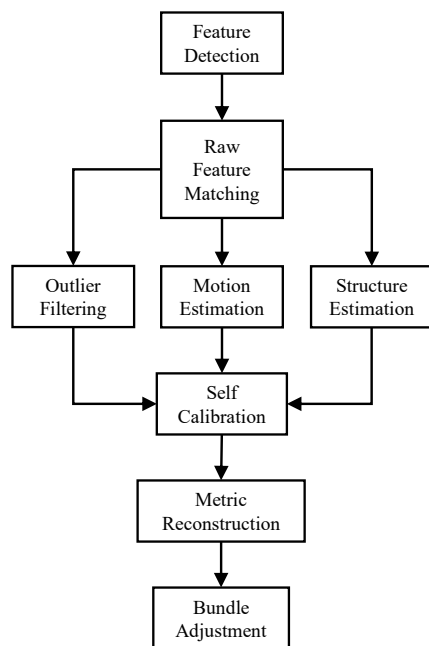 Feature
Detection
Raw
Feature
Matching
Outlier
Filtering
Motion
Estimation
Structure
Estimation
Self
Calibration
Metric
Reconstruction
Bundle
Adjustment